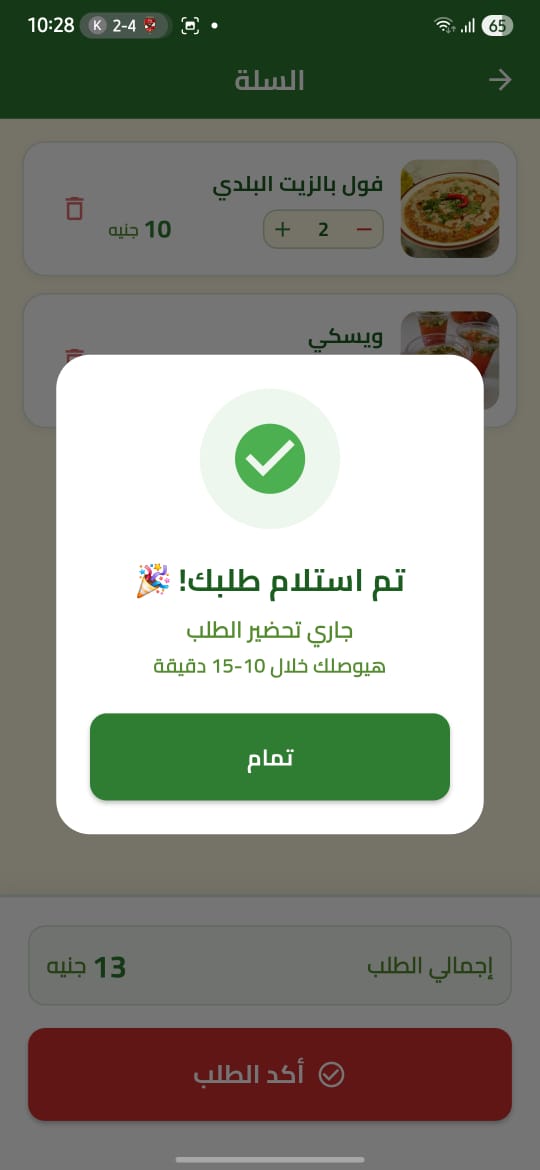 10:28 K 2-4 65
السلة
فول بالزيت البلدي
2
10 جنيه
ويسكي
تم استلام طلبك! 🎉
جاري تحضير الطلب
هيوصلك خلال 10-15 دقيقة
تمام
إجمالي الطلب
13 جنيه
أكد الطلب